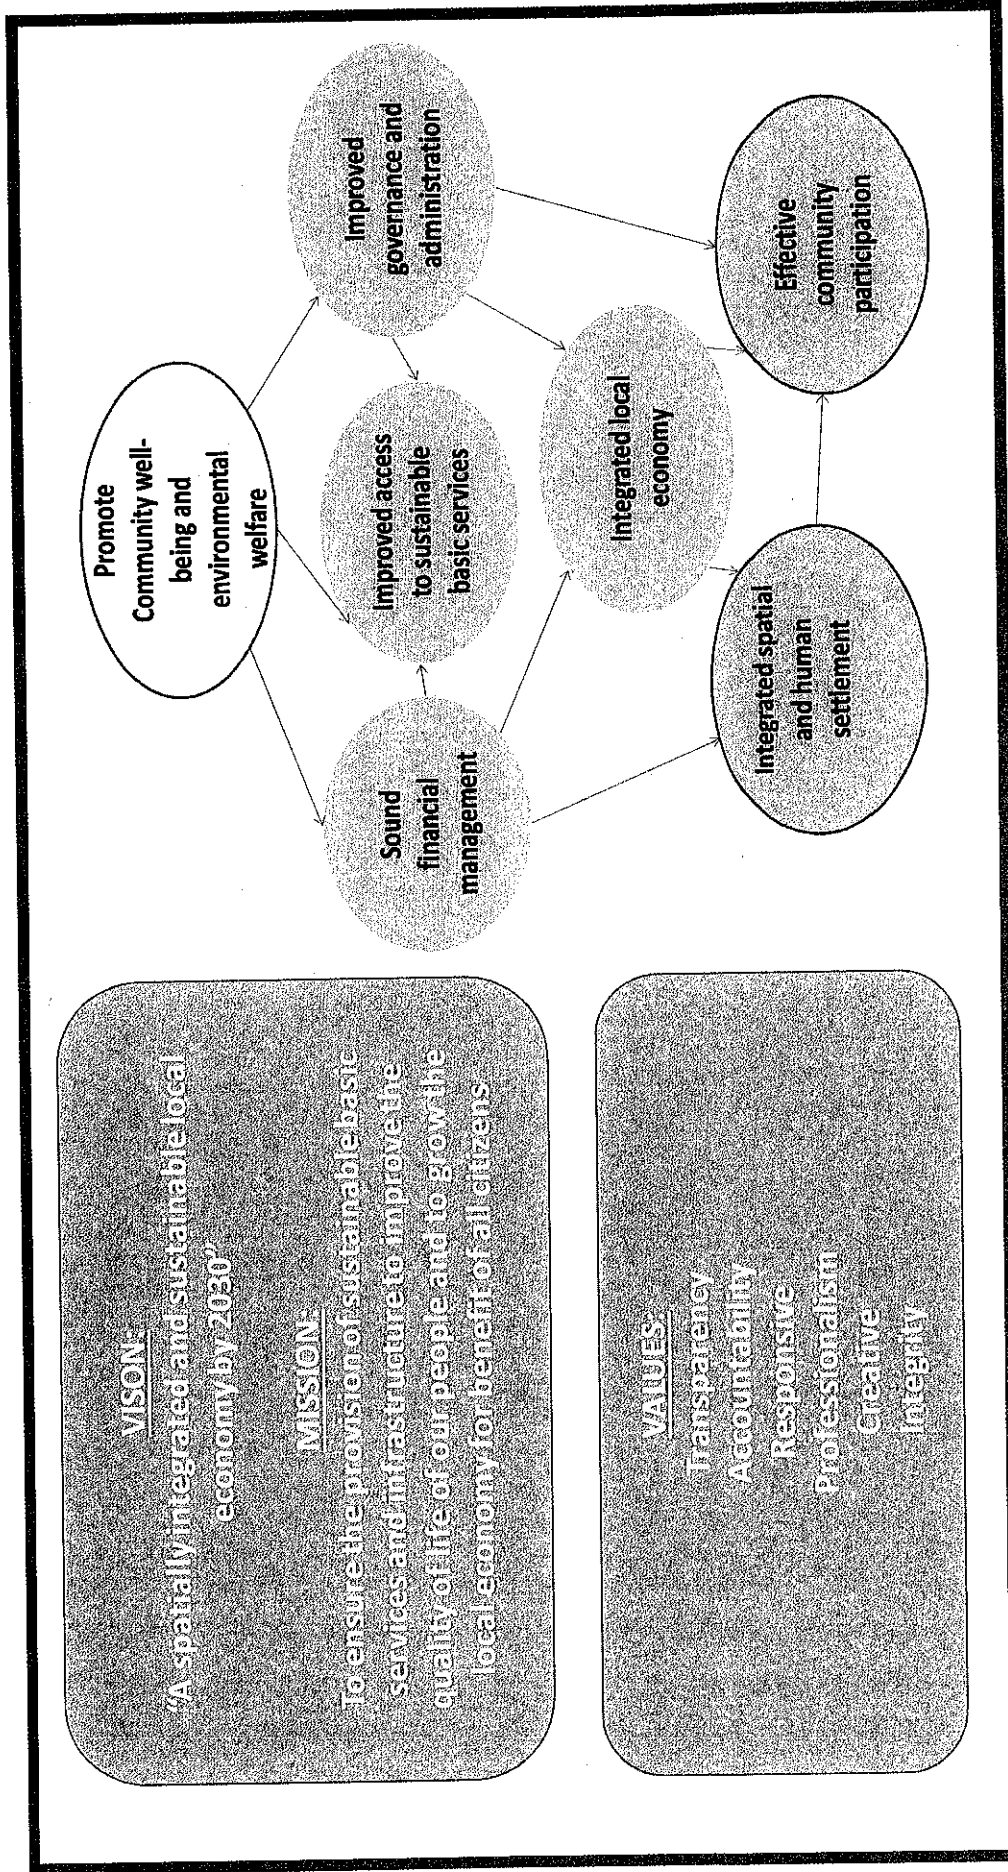 VISON:
“A spatially integrated and sustainable local
economy by 2030”
MISSION:
To ensure the provision of sustainable basic
services and infrastructure to improve the
quality of life of our people and to grow the
local economy for benefit of all citizens
VALUES:
Transparency
Accountability
Responsive
Professionalism
Creative
Integrity
Promote
Community well-
being and
environmental
welfare
Sound
financial
management
Improved access
to sustainable
basic services
Improved
governance and
administration
Integrated local
economy
Integrated spatial
and human
settlement
Effective
community
participation